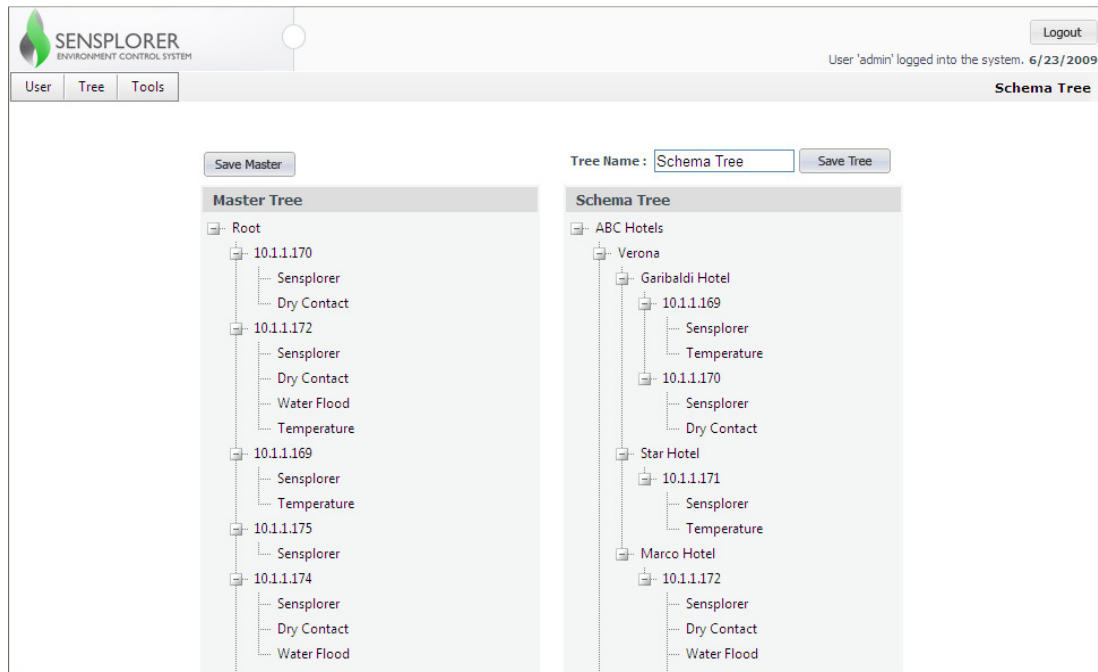 SENSPLORER
ENVIRONMENT CONTROL SYSTEM
Logout
User 'admin' logged into the system. 6/23/2009
User Tree Tools
Schema Tree
Save Master
Tree Name : Schema Tree Save Tree
Master Tree
Root
10.1.1.170
Sensplorer
Dry Contact
10.1.1.172
Sensplorer
Dry Contact
Water Flood
Temperature
10.1.1.169
Sensplorer
Temperature
10.1.1.175
Sensplorer
10.1.1.174
Sensplorer
Dry Contact
Water Flood
Schema Tree
ABC Hotels
Verona
Garibaldi Hotel
10.1.1.169
Sensplorer
Temperature
10.1.1.170
Sensplorer
Dry Contact
Star Hotel
10.1.1.171
Sensplorer
Temperature
Marco Hotel
10.1.1.172
Sensplorer
Dry Contact
Water Flood